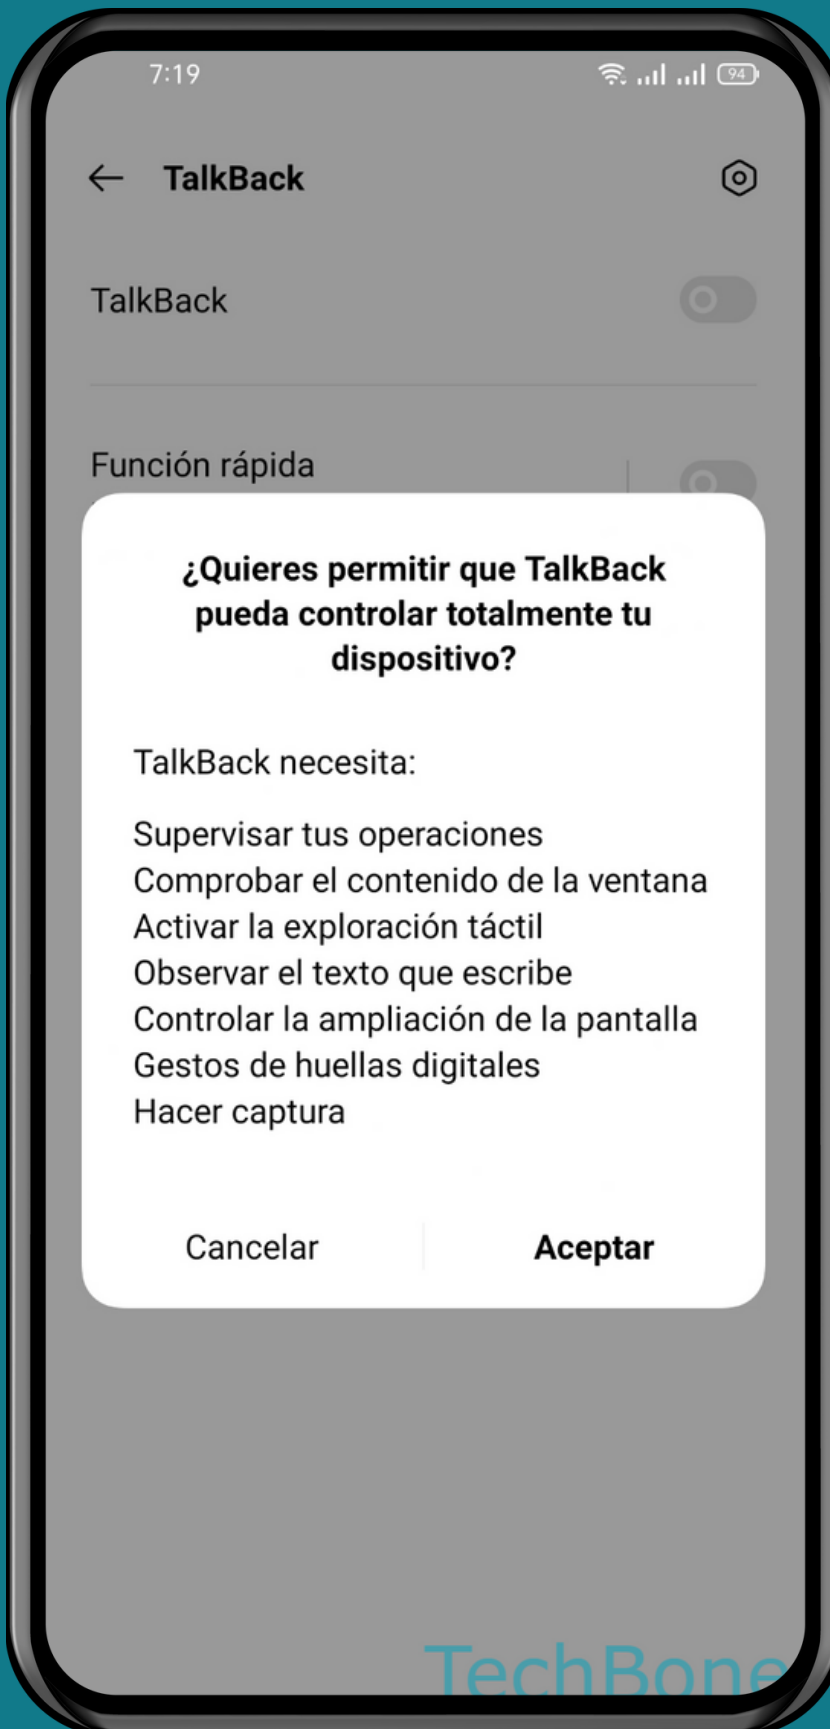 7:19
94
TalkBack
TalkBack
Función rápida
¿Quieres permitir que TalkBack
pueda controlar totalmente tu
dispositivo?
TalkBack necesita:
Supervisar tus operaciones
Comprobar el contenido de la ventana
Activar la exploración táctil
Observar el texto que escribe
Controlar la ampliación de la pantalla
Gestos de huellas digitales
Hacer captura
Cancelar
Aceptar
TechBone